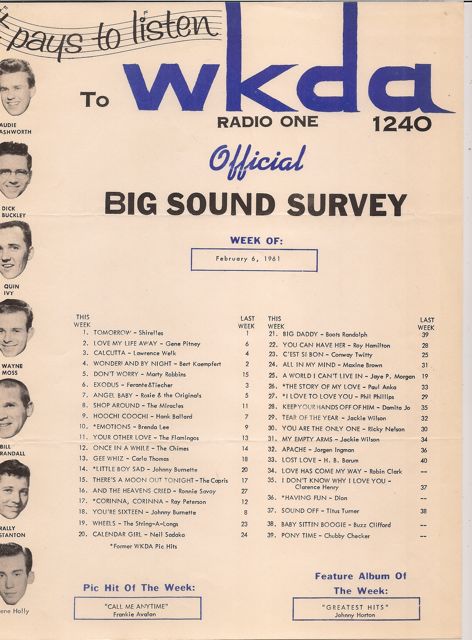 pays to listen
To wkda
RADIO ONE 1240
Official
BIG SOUND SURVEY
WEEK OF:
February 6, 1961
AUDIE
ASHWORTH
DICK
BUCKLEY
QUIN
IVY
WAYNE
MOSS
BILL
RANDALL
RALLY
STANTON
ene Holly
THIS WEEK LAST WEEK
1. TOMORROW - Shirelles 1
2. LOVE MY LIFE AWAY - Gene Pitney 6
3. CALCUTTA - Lawrence Welk 4
4. WONDERLAND BY NIGHT - Bert Kaempfert 2
5. DON'T WORRY - Marty Robbins 15
6. EXODUS - Ferante&Tiecher 3
7. ANGEL BABY - Rosie & the Originals 5
8. SHOP AROUND - The Miracles 11
9. HOOCHI COOCHI - Hank Ballard 7
10. *EMOTIONS - Brenda Lee 9
11. YOUR OTHER LOVE - The Flamingos 13
12. ONCE IN A WHILE - The Chimes 14
13. GEE WHIZ - Carla Thomas 18
14. *LITTLE BOY SAD - Johnny Burnette 20
15. THERE'S A MOON OUT TONIGHT - The Capris 17
16. AND THE HEAVENS CRIED - Ronnie Savoy 27
17. *CORINNA, CORINNA - Ray Peterson 12
18. YOU'RE SIXTEEN - Johnny Burnette 8
19. WHEELS - The String-A-Longs 23
20. CALENDAR GIRL - Neil Sadaka 24
*Former WKDA Pic Hits
THIS WEEK LAST WEEK
21. BIG DADDY - Boots Randolph 39
22. YOU CAN HAVE HER - Roy Hamilton 28
23. C'EST SI BON - Conway Twitty 25
24. ALL IN MY MIND - Maxine Brown 31
25. A WORLD I CAN'T LIVE IN - Jaye P. Morgan 19
26. *THE STORY OF MY LOVE - Paul Anka 33
27. *I LOVE TO LOVE YOU - Phil Phillips 29
28. KEEP YOUR HANDS OFF OF HIM - Damita Jo 35
29. TEAR OF THE YEAR - Jackie Wilson 32
30. YOU ARE THE ONLY ONE - Ricky Nelson 30
31. MY EMPTY ARMS - Jackie Wilson 34
32. APACHE - Jorgen Ingman 36
33. LOST LOVE - H. B. Barum 40
34. LOVE HAS COME MY WAY - Robin Clark --
35. I DON'T KNOW WHY I LOVE YOU -
Clarence Henry 37
36. *HAVING FUN - Dion --
37. SOUND OFF - Titus Turner 38
38. BABY SITTIN BOOGIE - Buzz Clifford --
39. PONY TIME - Chubby Checker --
Pic Hit Of The Week:
"CALL ME ANYTIME"
Frankie Avalon
Feature Album Of
The Week:
"GREATEST HITS"
Johnny Horton